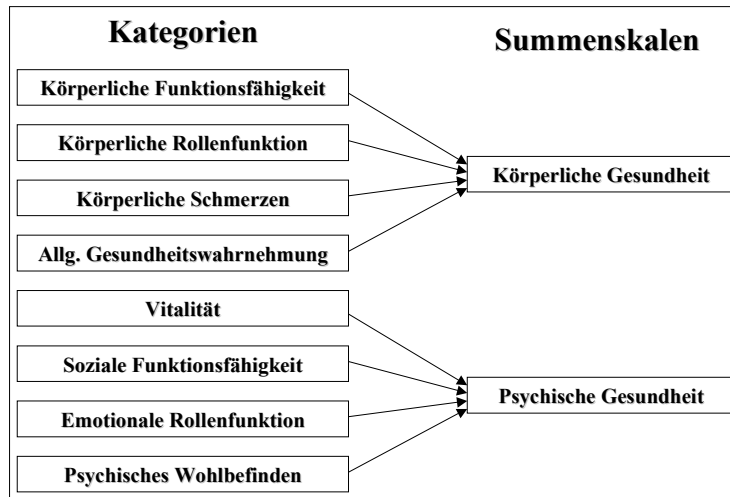 Kategorien
Summenskalen
Körperliche Funktionsfähigkeit
Körperliche Rollenfunktion
Körperliche Schmerzen
Allg. Gesundheitswahrnehmung
Körperliche Gesundheit
Vitalität
Soziale Funktionsfähigkeit
Emotionale Rollenfunktion
Psychisches Wohlbefinden
Psychische Gesundheit